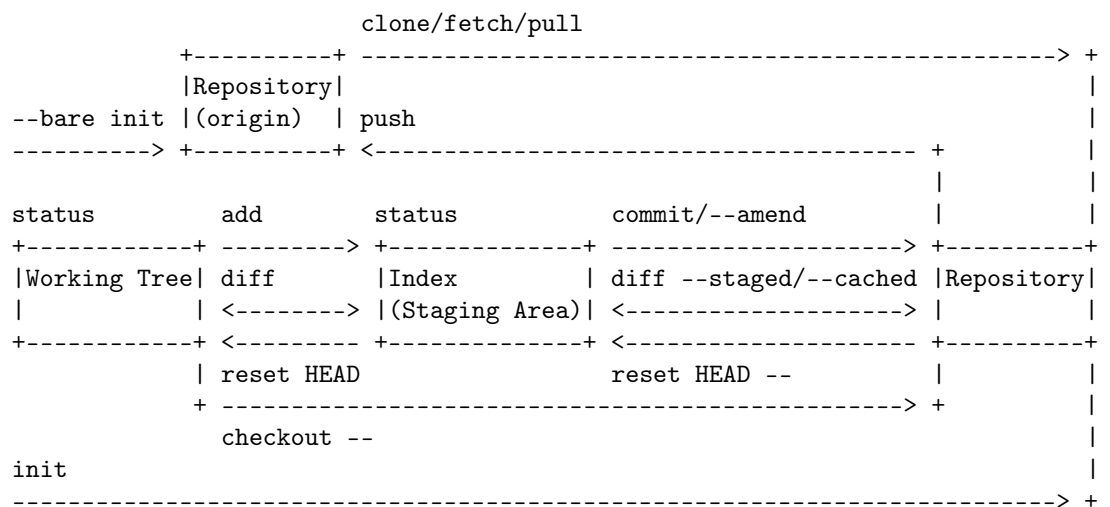 clone/fetch/pull
+----------+ --------------------------------------------------> +
|Repository| |
--bare init |(origin) | push |
----------> +----------+ <--------------------------------------- + |
| |
status add status commit/--amend | |
+------------+ ---------> +--------------+ ---------------------> +----------+
|Working Tree| diff |Index | diff --staged/--cached |Repository|
| | <--------> |(Staging Area)| <--------------------> | |
+------------+ <--------- +--------------+ <--------------------- +----------+
| reset HEAD reset HEAD -- | |
+ -------------------------------------------------> + |
checkout -- |
init |
---------------------------------------------------------------------------> +